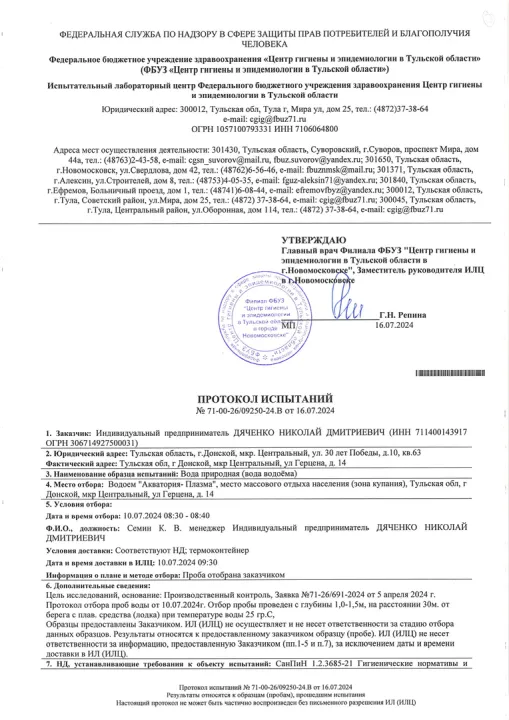 ФЕДЕРАЛЬНАЯ СЛУЖБА ПО НАДЗОРУ В СФЕРЕ ЗАЩИТЫ ПРАВ ПОТРЕБИТЕЛЕЙ И БЛАГОПОЛУЧИЯ
ЧЕЛОВЕКА
Федеральное бюджетное учреждение здравоохранения «Центр гигиены и эпидемиологии в Тульской области»
(ФБУЗ «Центр гигиены и эпидемиологии в Тульской области»)
Испытательный лабораторный центр Федерального бюджетного учреждения здравоохранения Центр гигиены
и эпидемиологии в Тульской области
Юридический адрес: 300012, Тульская обл, Тула г, Мира ул, дом 25, тел.: (4872)37-38-64
e-mail: cgig@fbuz71.ru
ОГРН 1057100793331 ИНН 7106064800
Адреса мест осуществления деятельности: 301430, Тульская область, Суворовский, г.Суворов, проспект Мира, дом
44а, тел.: (48763)2-43-58, e-mail: cgsn_suvorov@mail.ru, fbuz.suvorov@yandex.ru; 301650, Тульская область,
г.Новомосковск, ул.Свердлова, дом 42, тел.: (48762)6-56-46, e-mail: fbuznmsk@mail.ru; 301371, Тульская область,
г.Алексин, ул.Строителей, дом 8, тел.: (48753)4-05-35, e-mail: fguz-aleksin71@yandex.ru; 301840, Тульская область,
г.Ефремов, Больничный проезд, дом 1, тел.: (48741)6-08-44, e-mail: efremovfbyz@yandex.ru; 300012, Тульская область,
г.Тула, Советский район, ул.Мира, дом 25, тел.: (4872) 37-38-64, e-mail: cgig@fbuz71.ru; 300045, Тульская область,
г.Тула, Центральный район, ул.Оборонная, дом 114, тел.: (4872) 37-38-64, e-mail: cgig@fbuz71.ru
УТВЕРЖДАЮ
Главный врач Филиала ФБУЗ "Центр гигиены и
эпидемиологии в Тульской области в
г.Новомосковске", Заместитель руководителя ИЛЦ
в г.Новомосковске
Филиал ФБУЗ
"Центр гигиены
и эпидемиологии
в Тульской области
в городе
Новомосковске"
Г.Н. Репина
МП 16.07.2024
ПРОТОКОЛ ИСПЫТАНИЙ
№ 71-00-26/09250-24.В от 16.07.2024
1. Заказчик: Индивидуальный предприниматель ДЯЧЕНКО НИКОЛАЙ ДМИТРИЕВИЧ (ИНН 711400143917
ОГРН 306714927500031)
2. Юридический адрес: Тульская область, г.Донской, мкр. Центральный, ул. 30 лет Победы, д.10, кв.63
Фактический адрес: Тульская обл, г Донской, мкр Центральный, ул Герцена, д. 14
3. Наименование образца испытаний: Вода природная (вода водоёма)
4. Место отбора: Водоем "Акватория- Плазма", место массового отдыха населения (зона купания), Тульская обл, г
Донской, мкр Центральный, ул Герцена, д. 14
5. Условия отбора:
Дата и время отбора: 10.07.2024 08:30 - 08:40
Ф.И.О., должность: Семин К. В. менеджер Индивидуальный предприниматель ДЯЧЕНКО НИКОЛАЙ
ДМИТРИЕВИЧ
Условия доставки: Соответствуют НД; термоконтейнер
Дата и время доставки в ИЛЦ: 10.07.2024 09:30
Информация о плане и методе отбора: Проба отобрана заказчиком
6. Дополнительные сведения:
Цель исследований, основание: Производственный контроль, Заявка №71-26/691-2024 от 5 апреля 2024 г.
Протокол отбора проб воды от 10.07.2024г. Отбор пробы проведен с глубины 1,0-1,5м, на расстоянии 30м. от
берега с плав. средства (лодка) при температуре воды 25 гр.С,
Образцы предоставлены Заказчиком. ИЛ (ИЛЦ) не осуществляет и не несет ответственности за стадию отбора
данных образцов. Результаты относятся к предоставленному заказчиком образцу (пробе). ИЛ (ИЛЦ) не несет
ответственности за информацию, предоставленную Заказчиком (пп.1-5 и п.7), за исключением даты и времени
доставки в ИЛ (ИЛЦ).
7. НД, устанавливающие требования к объекту испытаний: СанПиН 1.2.3685-21 Гигиенические нормативы и
Протокол испытаний № 71-00-26/09250-24.В от 16.07.2024
Результаты относятся к образцам (пробам), прошедшим испытания
Настоящий протокол не может быть частично воспроизведен без письменного разрешения ИЛ (ИЛЦ)